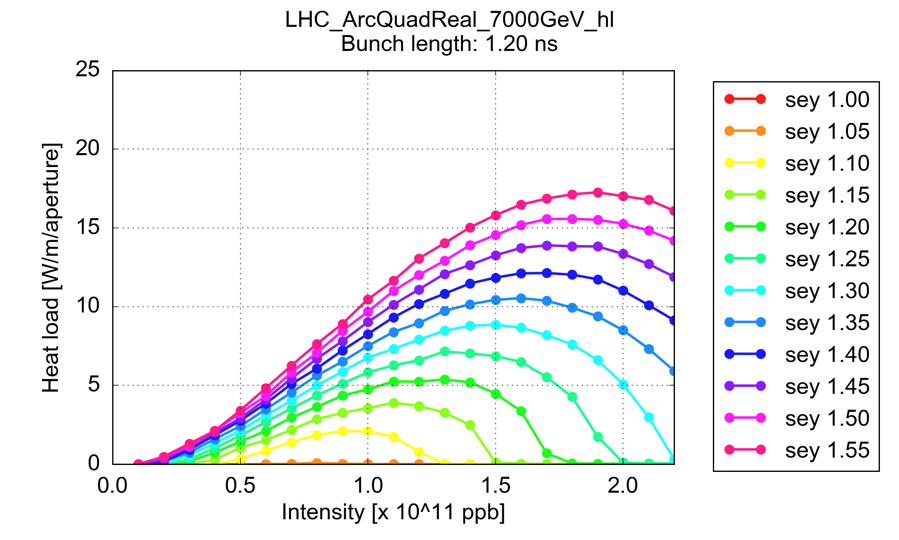 LHC_ArcQuadReal_7000GeV_hl
Bunch length: 1.20 ns
25
20
15
10
5
0
Heat load [W/m/aperture]
0.0 0.5 1.0 1.5 2.0
Intensity [x 10^11 ppb]
sey 1.00
sey 1.05
sey 1.10
sey 1.15
sey 1.20
sey 1.25
sey 1.30
sey 1.35
sey 1.40
sey 1.45
sey 1.50
sey 1.55